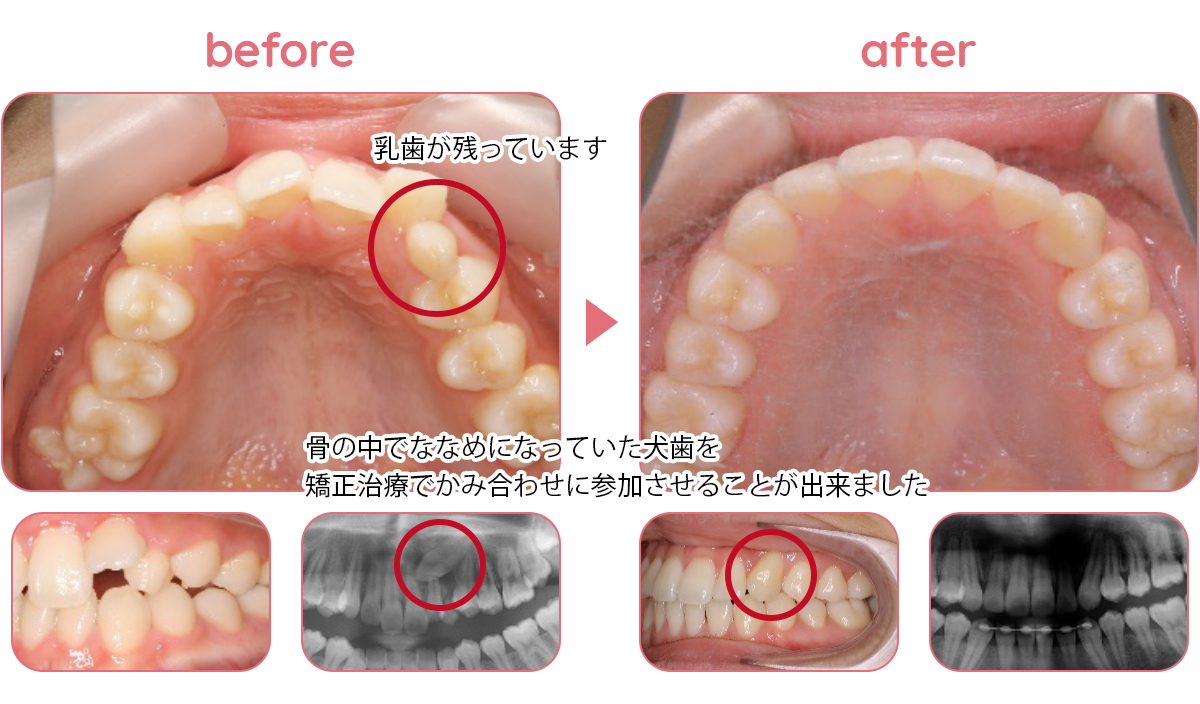 before
after
乳歯が残っています
骨の中でななめになっていた犬歯を
矯正治療でかみ合わせに参加させることが出来ました